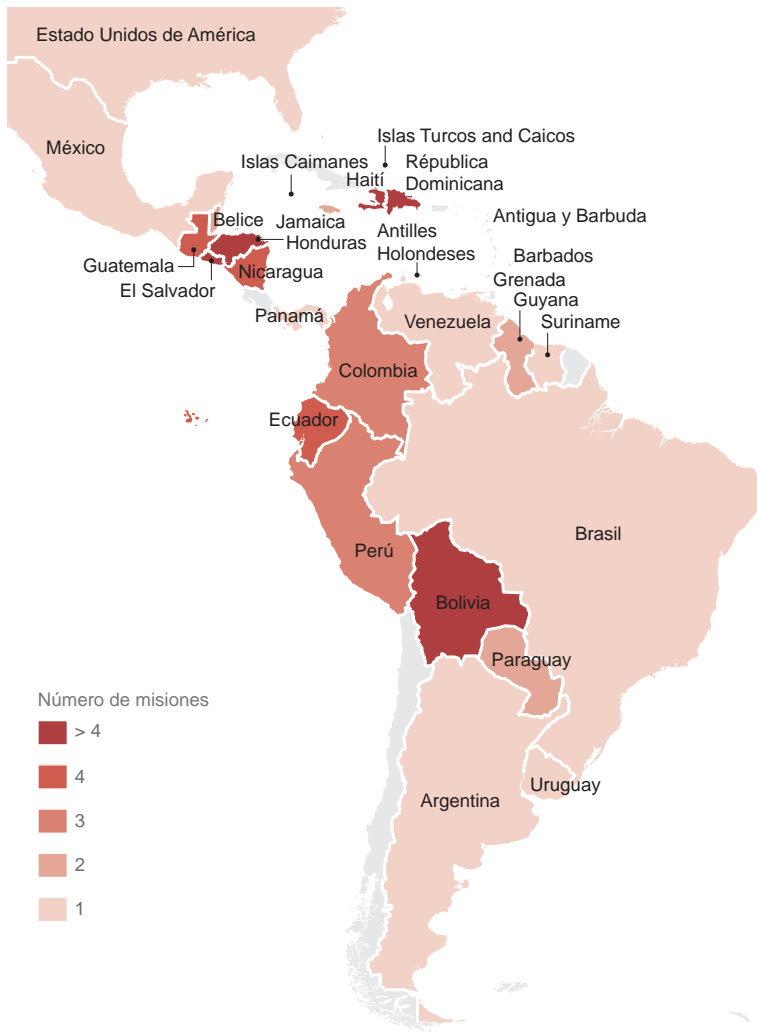 Estado Unidos de América
México
Islas Turcos and Caicos
Islas Caimanes
Haití
Républica
Dominicana
Belice
Jamaica
Honduras
Antilles
Holondeses
Antigua y Barbuda
Guatemala
Nicaragua
El Salvador
Barbados
Grenada
Guyana
Suriname
Panamá
Venezuela
Colombia
Ecuador
Perú
Brasil
Bolivia
Paraguay
Uruguay
Argentina
Número de misiones
> 4
4
3
2
1